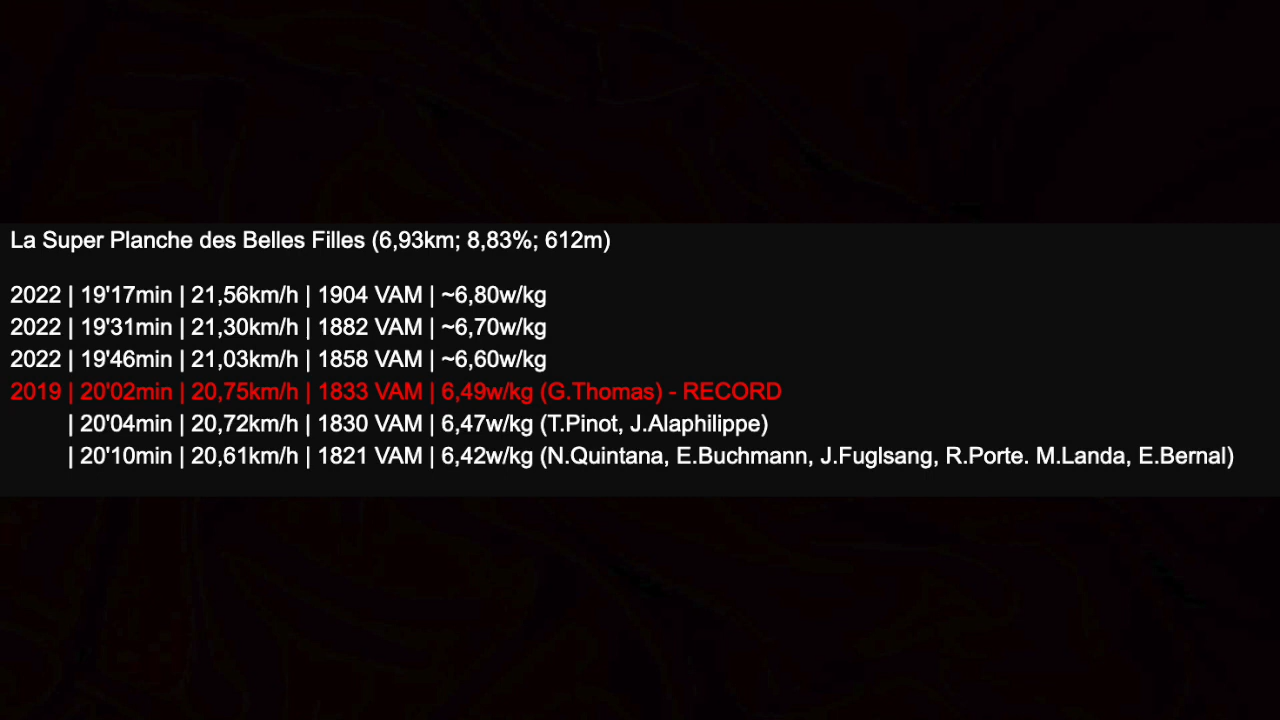 La Super Planche des Belles Filles (6,93km; 8,83%; 612m)
2022 | 19'17min | 21,56km/h | 1904 VAM | ~6,80w/kg
2022 | 19'31min | 21,30km/h | 1882 VAM | ~6,70w/kg
2022 | 19'46min | 21,03km/h | 1858 VAM | ~6,60w/kg
2019 | 20'02min | 20,75km/h | 1833 VAM | 6,49w/kg (G.Thomas) - RECORD
| 20'04min | 20,72km/h | 1830 VAM | 6,47w/kg (T.Pinot, J.Alaphilippe)
| 20'10min | 20,61km/h | 1821 VAM | 6,42w/kg (N.Quintana, E.Buchmann, J.Fuglsang, R.Porte. M.Landa, E.Bernal)